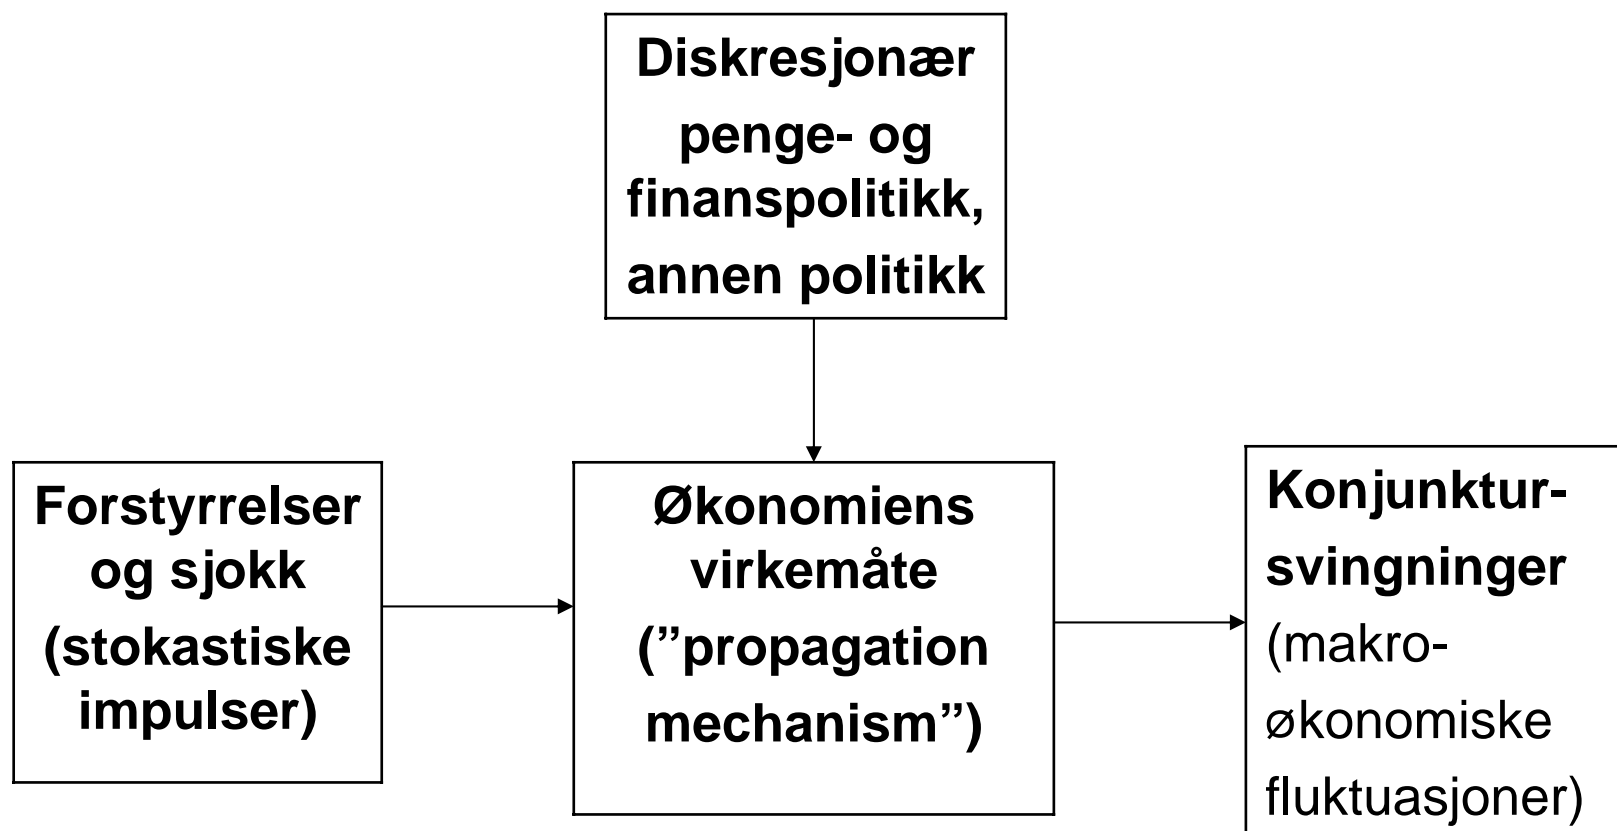 Diskresjonær
penge- og
finanspolitikk,
annen politikk
Forstyrrelser
og sjokk
(stokastiske
impulser)
Økonomiens
virkemåte
(”propagation
mechanism”)
Konjunktur-
svingninger
(makro-
økonomiske
fluktuasjoner)